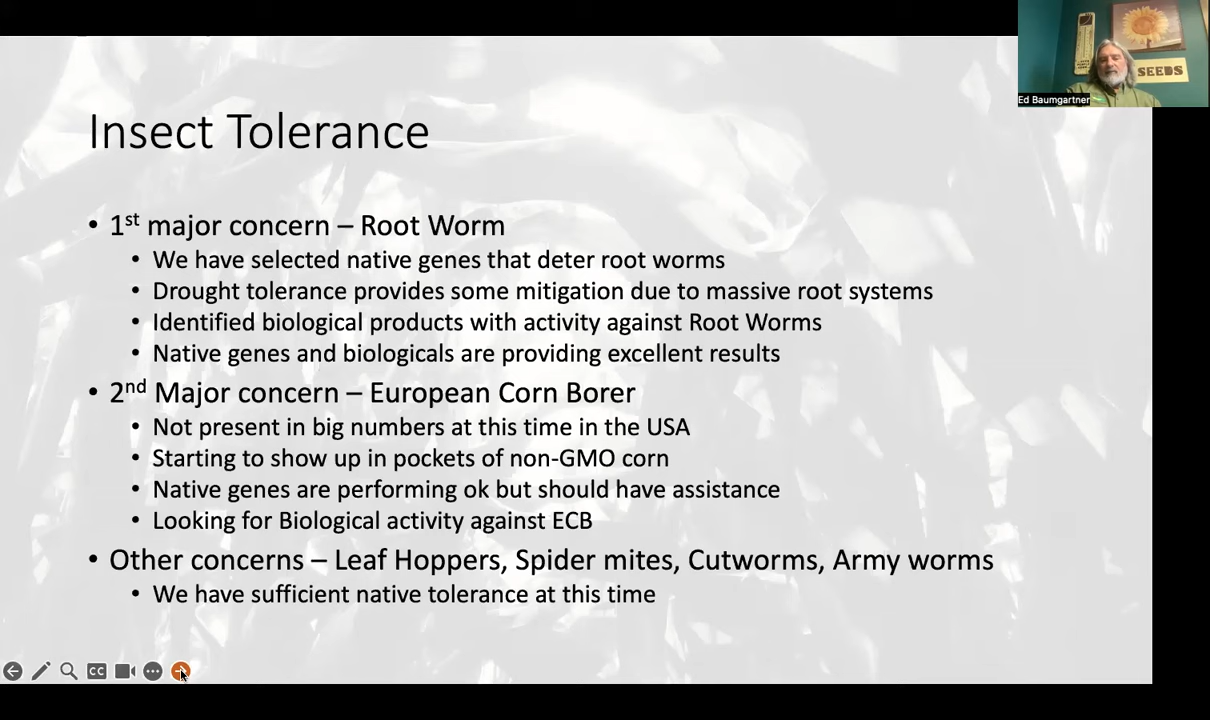 SEEDS
Ed Baumgartner
Insect Tolerance
• 1st major concern – Root Worm
• We have selected native genes that deter root worms
• Drought tolerance provides some mitigation due to massive root systems
• Identified biological products with activity against Root Worms
• Native genes and biologicals are providing excellent results
• 2nd Major concern – European Corn Borer
• Not present in big numbers at this time in the USA
• Starting to show up in pockets of non-GMO corn
• Native genes are performing ok but should have assistance
• Looking for Biological activity against ECB
• Other concerns – Leaf Hoppers, Spider mites, Cutworms, Army worms
• We have sufficient native tolerance at this time
CC